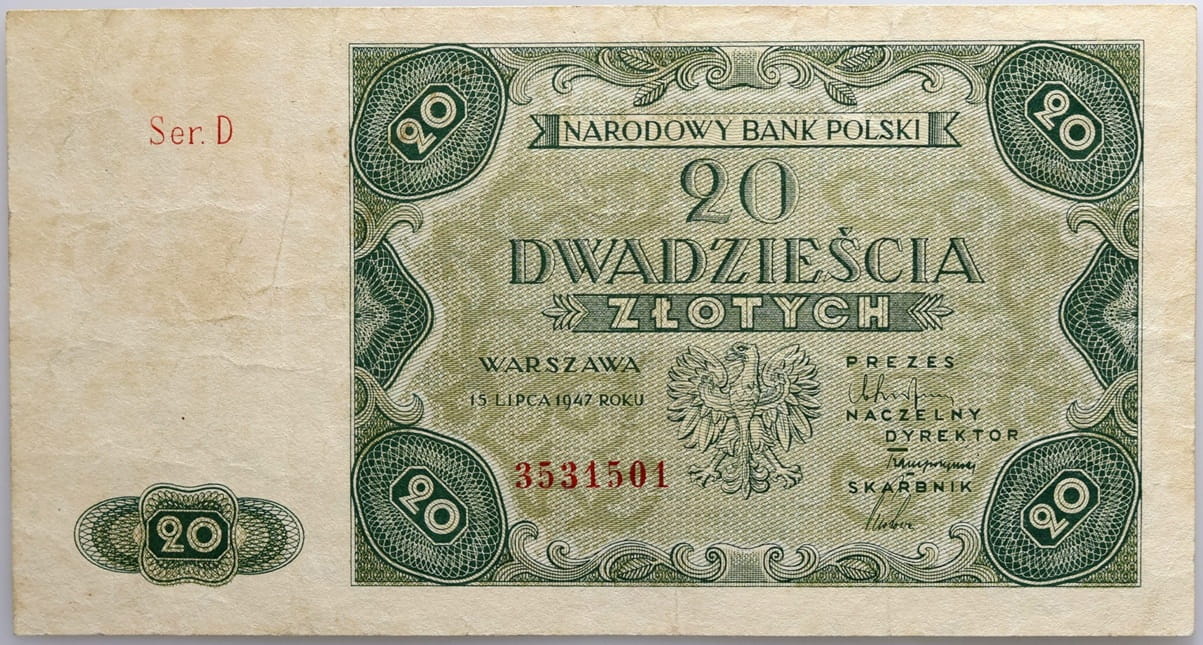 Ser. D
20
20
NARODOWY BANK POLSKI
20
DWADZIEŚCIA
ZŁOTYCH
WARSZAWA
15 LIPCA 1947 ROKU
PREZES
NACZELNY
DYREKTOR
SKARBNIK
3531501
20
20
20